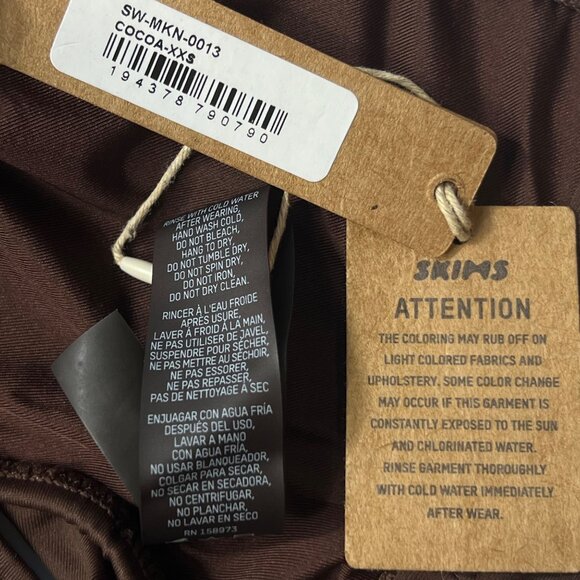 SW-MKN-0013
COCOA-XXS
194378 790790
RINSE WITH COLD WATER
AFTER WEARING,
HAND WASH COLD,
DO NOT BLEACH,
HANG TO DRY,
DO NOT TUMBLE DRY,
DO NOT SPIN DRY,
DO NOT IRON,
DO NOT DRY CLEAN.
RINCER À L'EAU FROIDE
APRÈS USURE,
LAVER À FROID À LA MAIN,
NE PAS UTILISER DE JAVEL,
SUSPENDRE POUR SÉCHER,
NE PAS METTRE AU SÉCHOIR,
NE PAS ESSORER,
NE PAS REPASSER,
PAS DE NETTOYAGE À SEC
ENJUAGAR CON AGUA FRÍA
DESPUÉS DEL USO,
LAVAR A MANO
CON AGUA FRÍA,
NO USAR BLANQUEADOR,
COLGAR PARA SECAR,
NO SECAR EN SECADORA,
NO CENTRIFUGAR,
NO PLANCHAR,
NO LAVAR EN SECO
RN 158973
SKIMS
ATTENTION
THE COLORING MAY RUB OFF ON
LIGHT COLORED FABRICS AND
UPHOLSTERY. SOME COLOR CHANGE
MAY OCCUR IF THIS GARMENT IS
CONSTANTLY EXPOSED TO THE SUN
AND CHLORINATED WATER.
RINSE GARMENT THOROUGHLY
WITH COLD WATER IMMEDIATELY
AFTER WEAR.